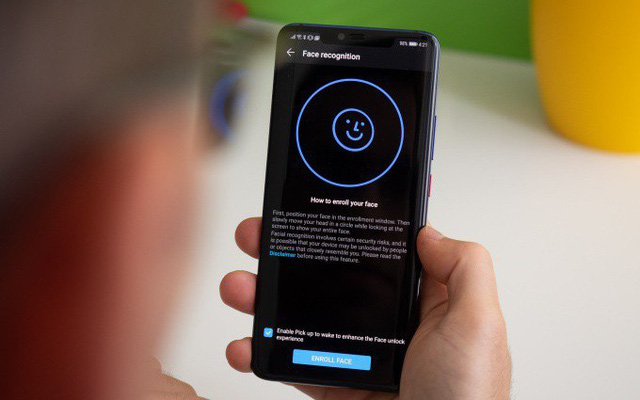 98% 4:21
Face recognition
How to enroll your face
First, position your face in the enrollment window. Then
slowly move your head in a circle while looking at the
screen to show your entire face.
Facial recognition involves certain security risks, and it
is possible that your device may be unlocked by people
or objects that closely resemble you. Please read the
Disclaimer before using this feature.
Enable Pick up to wake to enhance the Face unlock
experience
ENROLL FACE